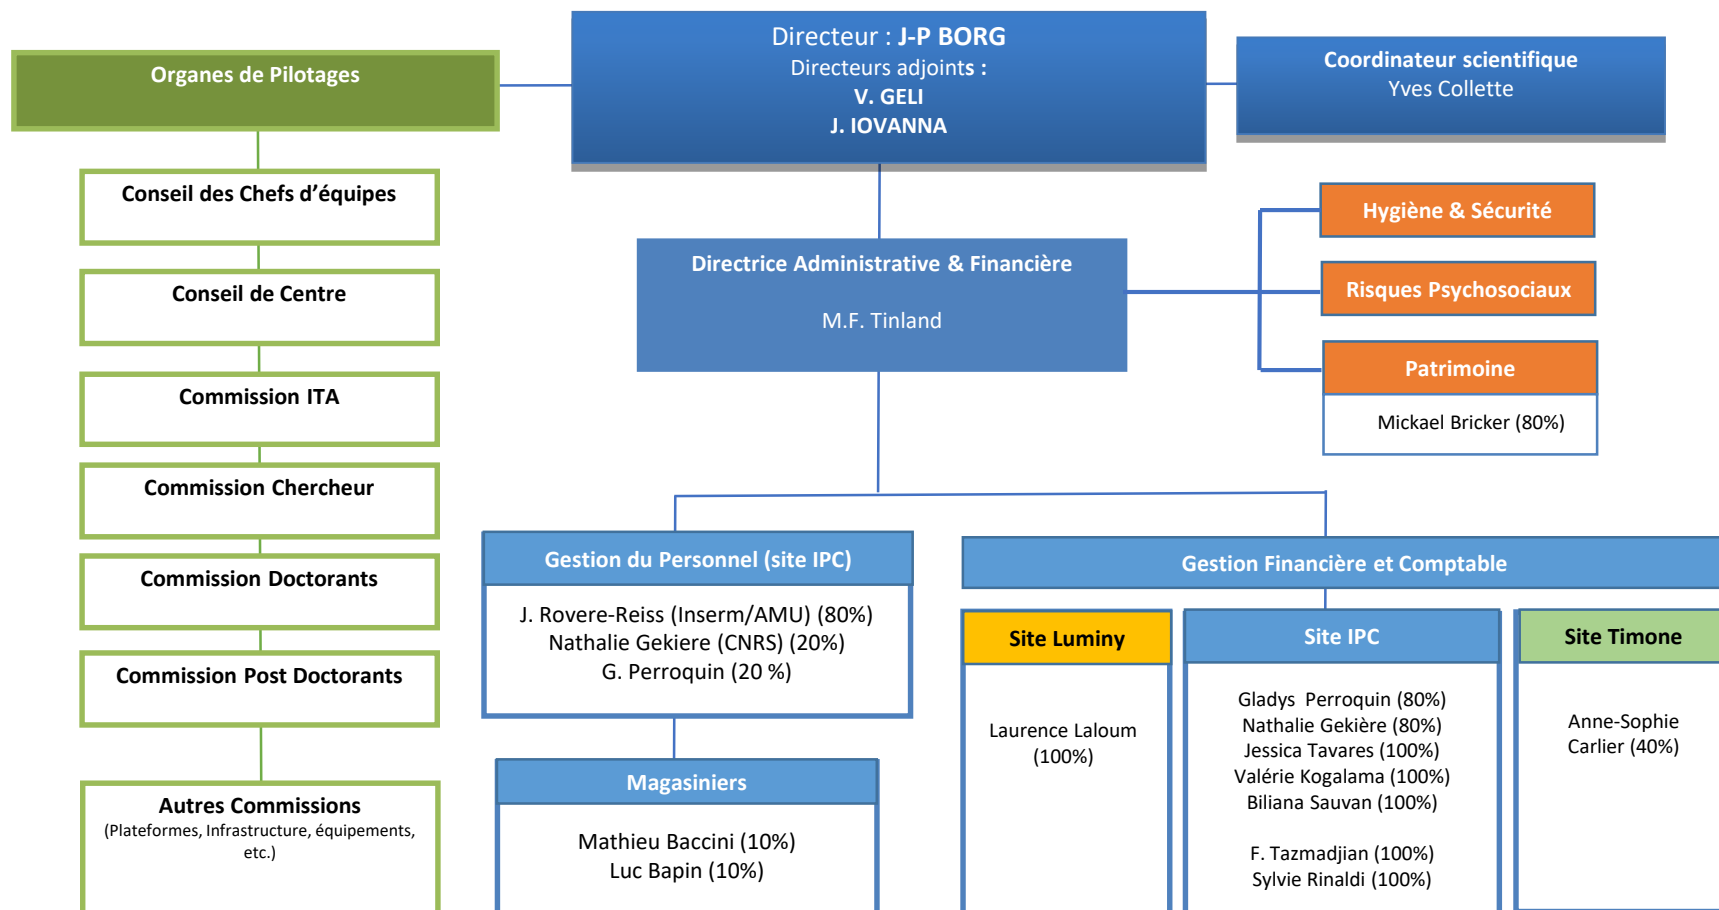 Directeur : J-P BORG
Directeurs adjoints :
V. GELI
J. IOVANNA
Organes de Pilotages
Coordinateur scientifique
Yves Collette
Conseil des Chefs d'équipes
Conseil de Centre
Commission ITA
Commission Chercheur
Commission Doctorants
Commission Post Doctorants
Autres Commissions
(Plateformes, Infrastructure, équipements,
etc.)
Directrice Administrative & Financière
M.F. Tinland
Hygiène & Sécurité
Risques Psychosociaux
Patrimoine
Mickael Bricker (80%)
Gestion du Personnel (site IPC)
J. Rovere-Reiss (Inserm/AMU) (80%)
Nathalie Gekiere (CNRS) (20%)
G. Perroquin (20 %)
Magasiniers
Mathieu Baccini (10%)
Luc Bapin (10%)
Gestion Financière et Comptable
Site Luminy
Laurence Laloum
(100%)
Site IPC
Gladys  Perroquin (80%)
Nathalie Gekière (80%)
Jessica Tavares (100%)
Valérie Kogalama (100%)
Biliana Sauvan (100%)
F. Tazmadjian (100%)
Sylvie Rinaldi (100%)
Site Timone
Anne-Sophie
Carlier (40%)